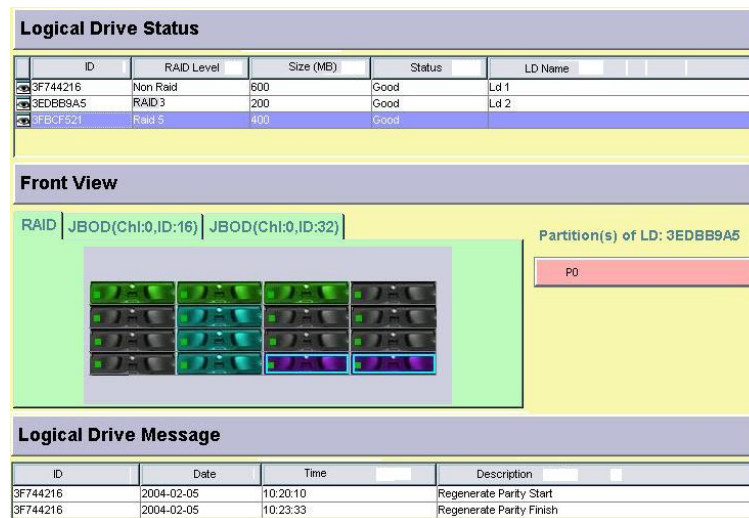 Logical Drive Status
ID RAID Level Size (MB) Status LD Name
3F744216 Non Raid 600 Good Ld 1
3EDBB9A5 RAID 3 200 Good Ld 2
3FBCF521 Raid 5 400 Good
Front View
RAID JBOD(Chl:0,ID:16) JBOD(Chl:0,ID:32)
Partition(s) of LD: 3EDBB9A5
P0
Logical Drive Message
ID Date Time Description
3F744216 2004-02-05 10:20:10 Regenerate Parity Start
3F744216 2004-02-05 10:23:33 Regenerate Parity Finish